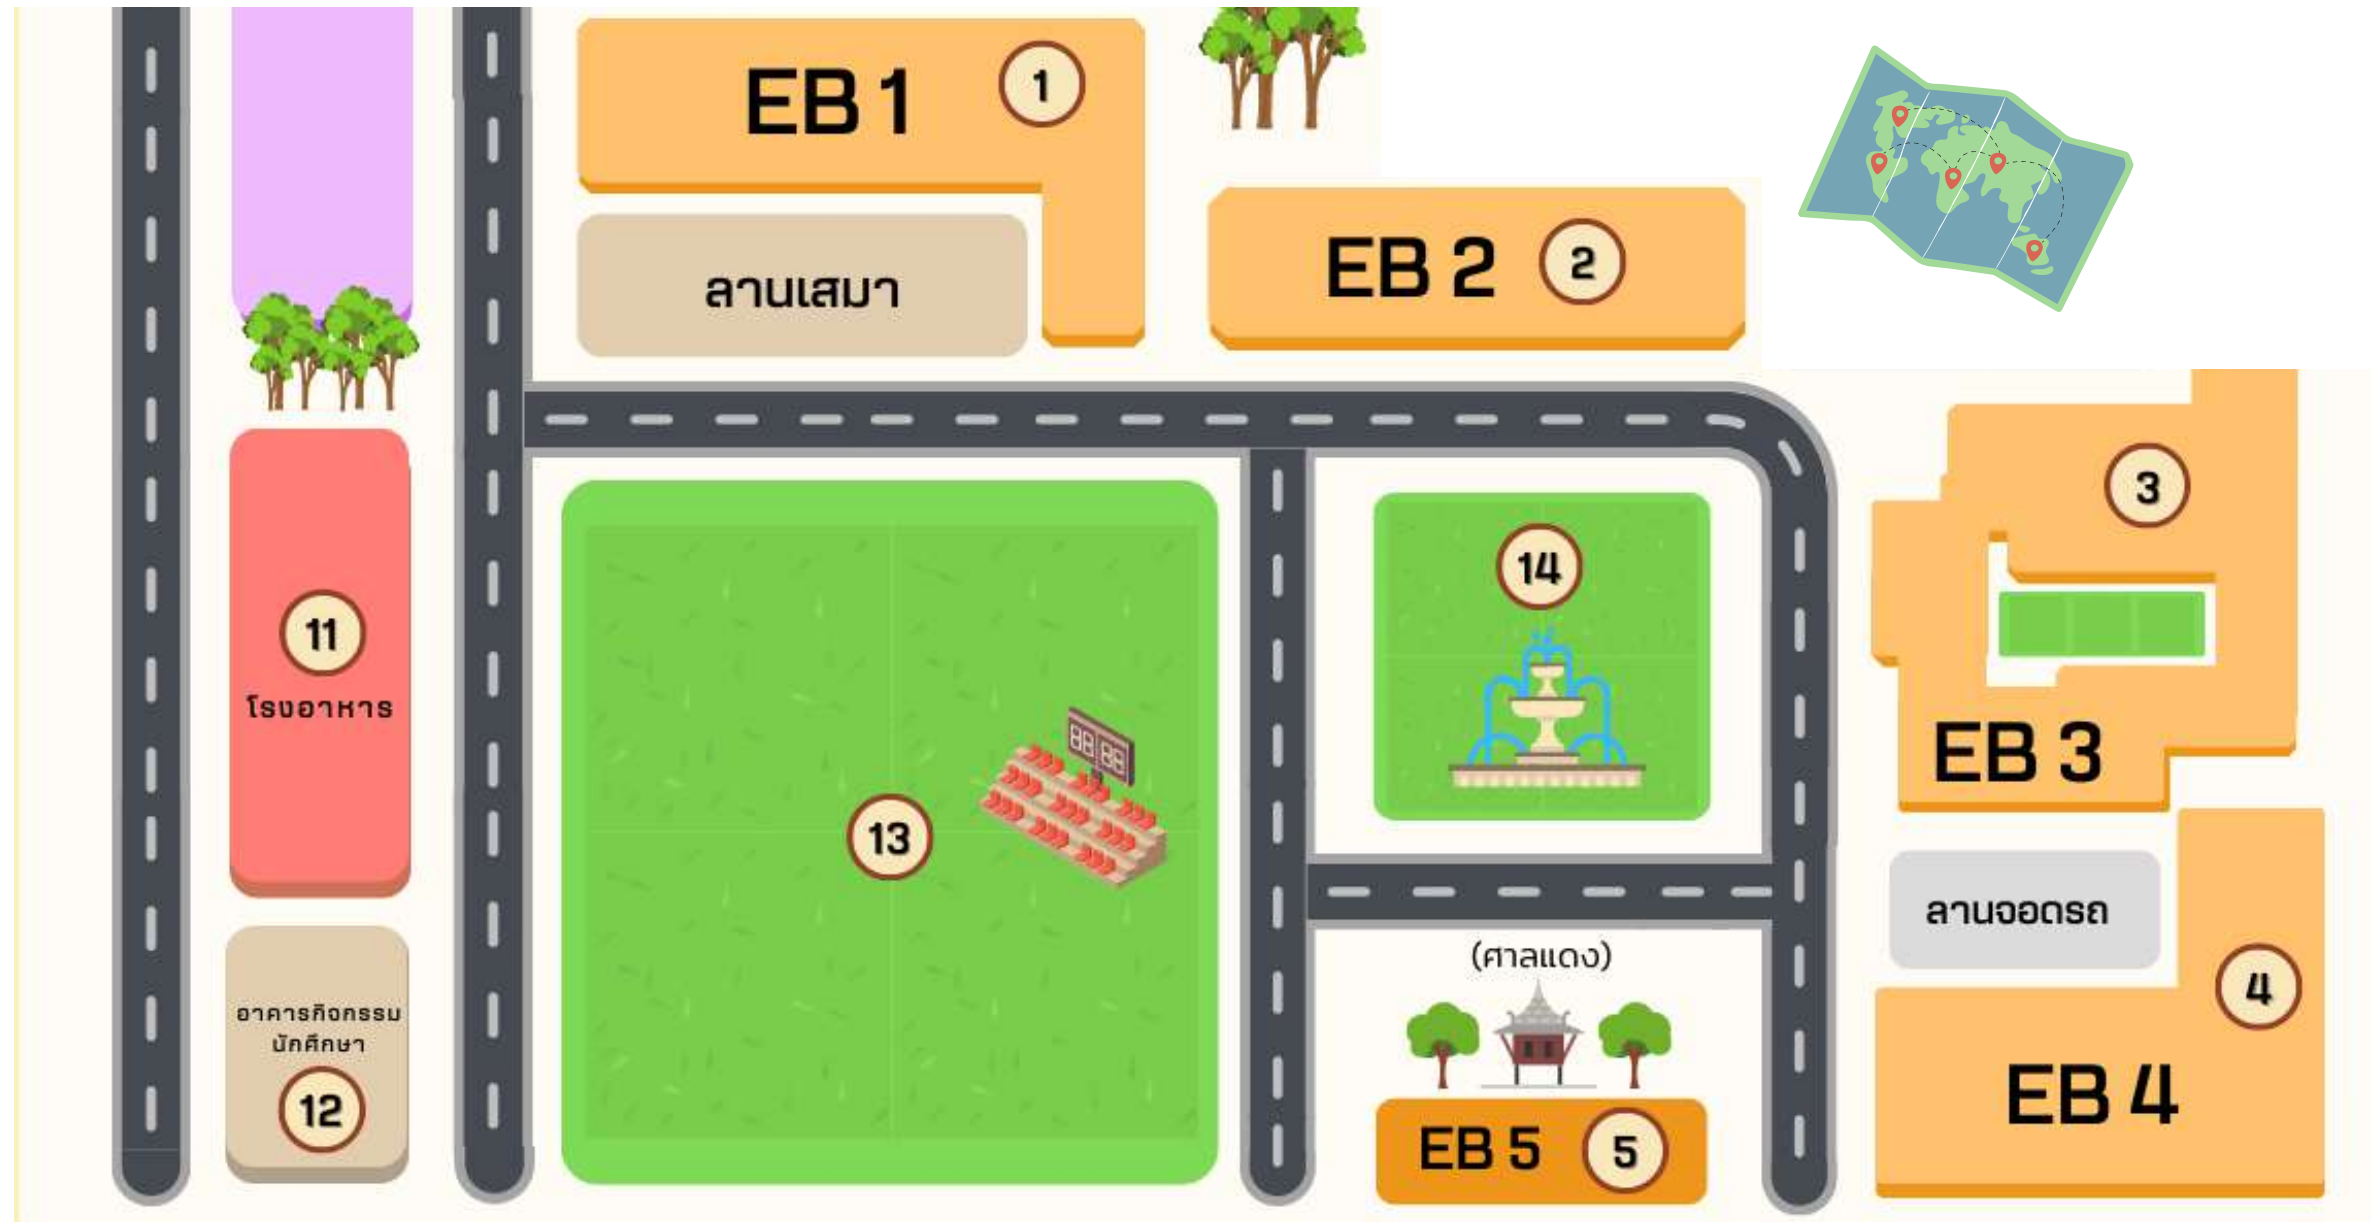 EB 1
1
ลานเสมา
EB 2
2
3
EB 3
11
โรงอาหาร
13
14
ลานจอดรถ
4
EB 4
(ศาลแดง)
EB 5
5
อาคารกิจกรรม
นักศึกษา
12
88 88